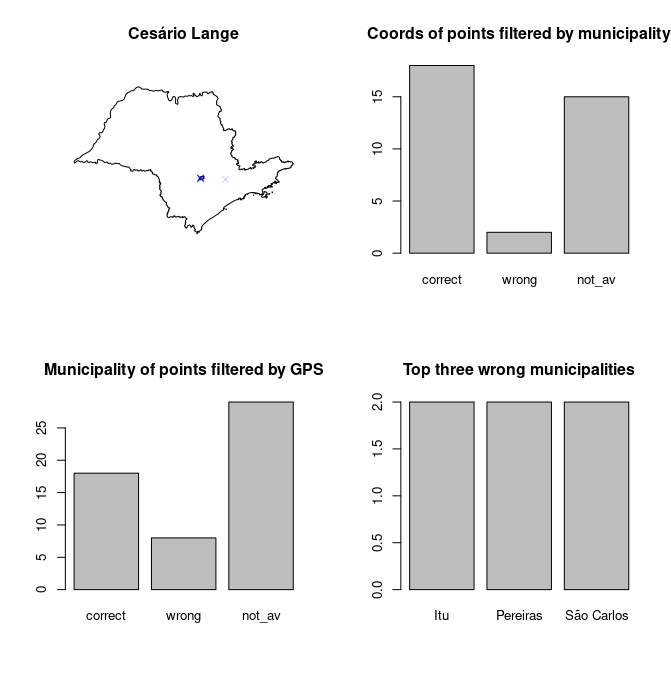 Cesário Lange
Coords of points filtered by municipality
15
10
5
0
correct wrong not_av
Municipality of points filtered by GPS
25
20
15
10
5
0
correct wrong not_av
Top three wrong municipalities
2.0
1.5
1.0
0.5
0.0
Itu Pereiras São Carlos